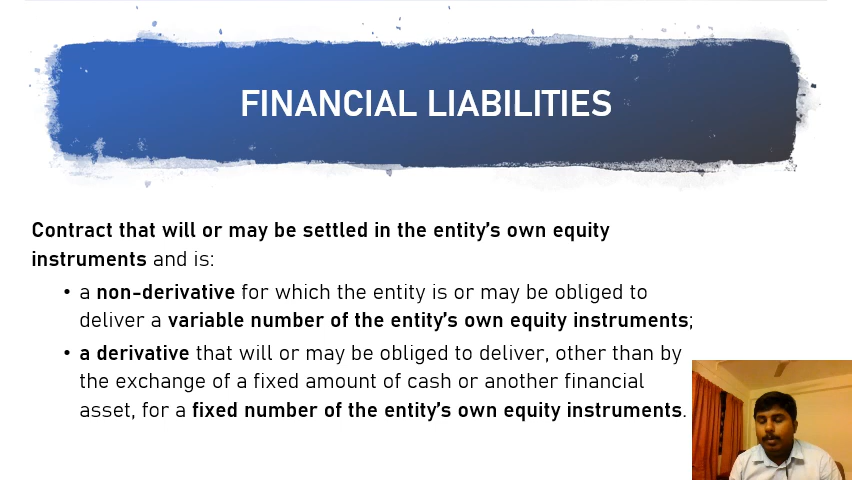 FINANCIAL LIABILITIES
Contract that will or may be settled in the entity's own equity
instruments and is:
• a non-derivative for which the entity is or may be obliged to
deliver a variable number of the entity's own equity instruments;
• a derivative that will or may be obliged to deliver, other than by
the exchange of a fixed amount of cash or another financial
asset, for a fixed number of the entity's own equity instruments.